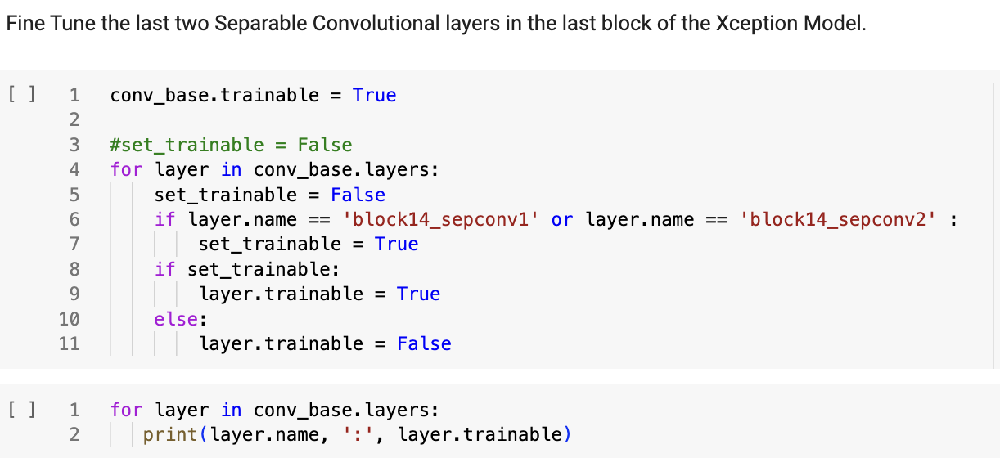 Fine Tune the last two Separable Convolutional layers in the last block of the Xception Model.
[ ] 1 conv_base.trainable = True
2
3 #set_trainable = False
4 for layer in conv_base.layers:
5 set_trainable = False
6 if layer.name == 'block14_sepconv1' or layer.name == 'block14_sepconv2' :
7 set_trainable = True
8 if set_trainable:
9 layer.trainable = True
10 else:
11 layer.trainable = False
[ ] 1 for layer in conv_base.layers:
2 print(layer.name, ':', layer.trainable)